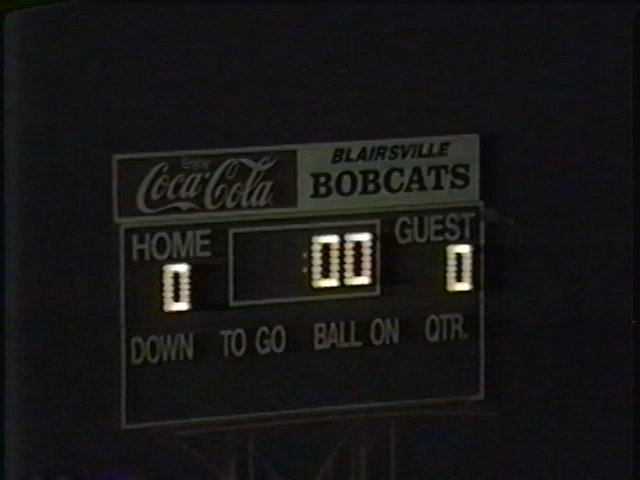 Enjoy
Coca-Cola
BLAIRSVILLE
BOBCATS
HOME :00 GUEST
0 0
DOWN TO GO BALL ON QTR.